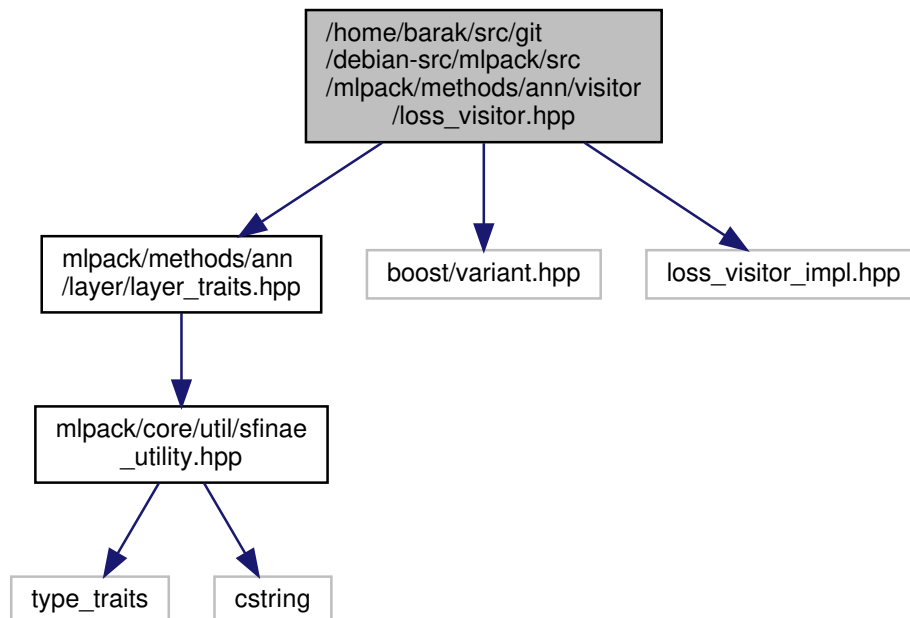 /home/barak/src/git
/debian-src/mlpack/src
/mlpack/methods/ann/visitor
/loss_visitor.hpp
mlpack/methods/ann
/layer/layer_traits.hpp
boost/variant.hpp
loss_visitor_impl.hpp
mlpack/core/util/sfinae
_utility.hpp
type_traits
cstring